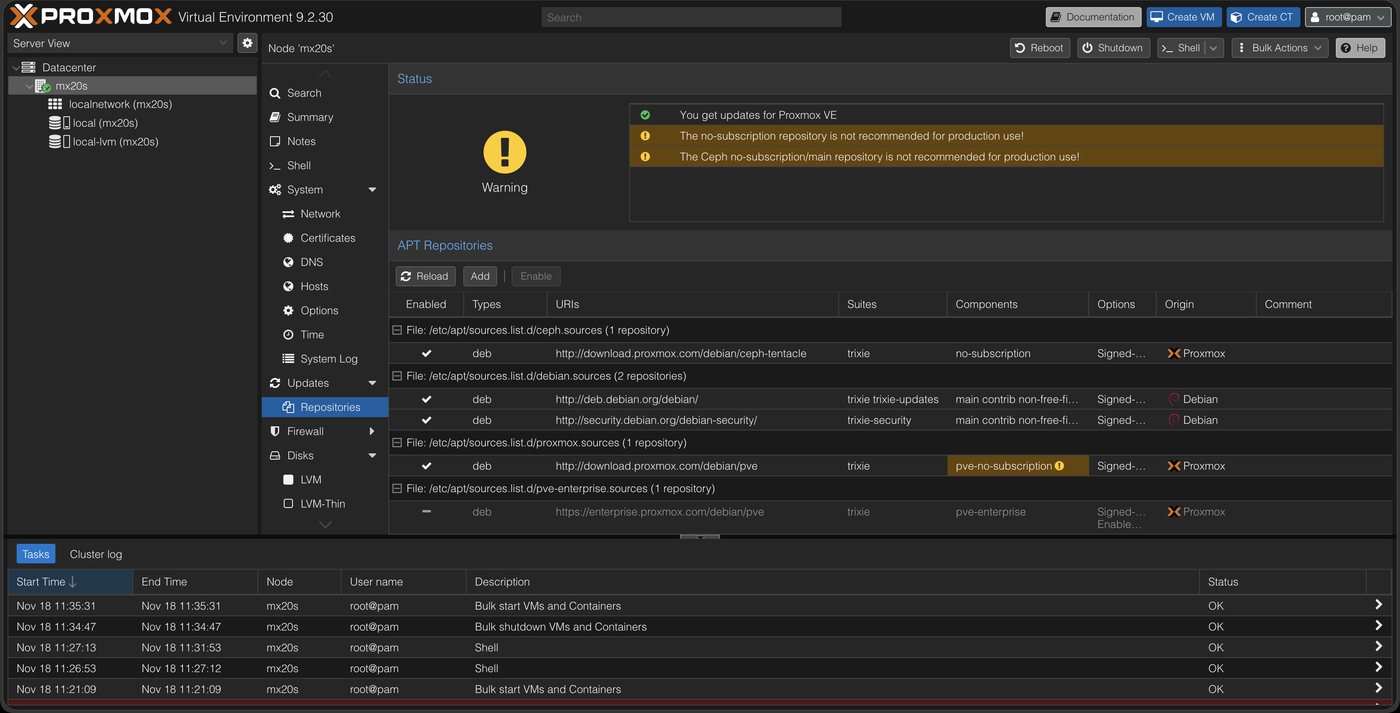 PROXMOX Virtual Environment 9.2.30
Search
Documentation
Create VM
Create CT
root@pam
Server View
Datacenter
mx20s
localnetwork (mx20s)
local (mx20s)
local-lvm (mx20s)
Node 'mx20s'
Reboot
Shutdown
Shell
Bulk Actions
Help
Search
Summary
Notes
Shell
System
Network
Certificates
DNS
Hosts
Options
Time
System Log
Updates
Repositories
Firewall
Disks
LVM
LVM-Thin
Status
Warning
You get updates for Proxmox VE
The no-subscription repository is not recommended for production use!
The Ceph no-subscription/main repository is not recommended for production use!
APT Repositories
Reload Add Enable
Enabled Types URIs Suites Components Options Origin Comment
File: /etc/apt/sources.list.d/ceph.sources (1 repository)
deb http://download.proxmox.com/debian/ceph-tentacle trixie no-subscription Signed-... Proxmox
File: /etc/apt/sources.list.d/debian.sources (2 repositories)
deb http://deb.debian.org/debian/ trixie trixie-updates main contrib non-free-fi... Signed-... Debian
deb http://security.debian.org/debian-security/ trixie-security main contrib non-free-fi... Signed-... Debian
File: /etc/apt/sources.list.d/proxmox.sources (1 repository)
deb http://download.proxmox.com/debian/pve trixie pve-no-subscription Signed-... Proxmox
File: /etc/apt/sources.list.d/pve-enterprise.sources (1 repository)
deb https://enterprise.proxmox.com/debian/pve trixie pve-enterprise Signed-... Proxmox
Enable...
Tasks Cluster log
Start Time End Time Node User name Description Status
Nov 18 11:35:31 Nov 18 11:35:31 mx20s root@pam Bulk start VMs and Containers OK
Nov 18 11:34:47 Nov 18 11:34:47 mx20s root@pam Bulk shutdown VMs and Containers OK
Nov 18 11:27:13 Nov 18 11:31:53 mx20s root@pam Shell OK
Nov 18 11:26:53 Nov 18 11:27:12 mx20s root@pam Shell OK
Nov 18 11:21:09 Nov 18 11:21:09 mx20s root@pam Bulk start VMs and Containers OK